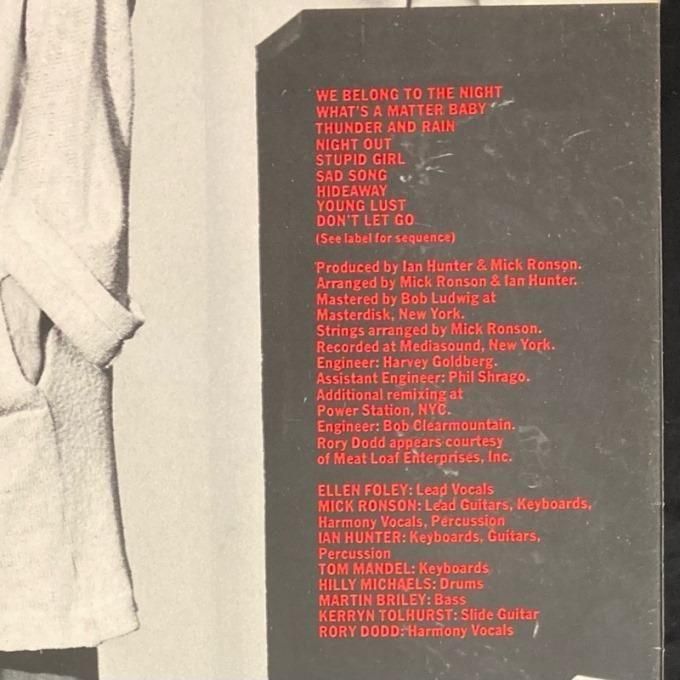 WE BELONG TO THE NIGHT
WHAT'S A MATTER BABY
THUNDER AND RAIN
NIGHT OUT
STUPID GIRL
SAD SONG
HIDEAWAY
YOUNG LUST
DON'T LET GO
(See label for sequence)
Produced by Ian Hunter & Mick Ronson.
Arranged by Mick Ronson & Ian Hunter.
Mastered by Bob Ludwig at
Masterdisk, New York.
Strings arranged by Mick Ronson.
Recorded at Mediasound, New York.
Engineer: Harvey Goldberg.
Assistant Engineer: Phil Shrago.
Additional remixing at
Power Station, NYC.
Engineer: Bob Clearmountain.
Rory Dodd appears courtesy
of Meat Loaf Enterprises, Inc.
ELLEN FOLEY: Lead Vocals
MICK RONSON: Lead Guitars, Keyboards,
Harmony Vocals, Percussion
IAN HUNTER: Keyboards, Guitars,
Percussion
TOM MANDEL: Keyboards
HILLY MICHAELS: Drums
MARTIN BRILEY: Bass
KERRYN TOLHURST: Slide Guitar
RORY DODD: Harmony Vocals